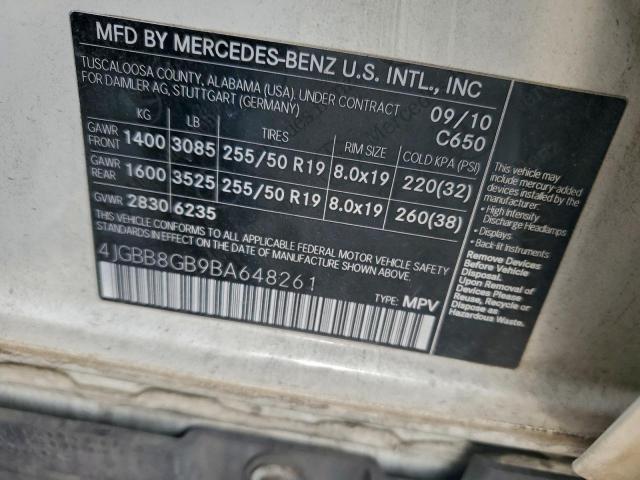 MFD BY MERCEDES-BENZ U.S. INTL., INC
TUSCALOOSA COUNTY, ALABAMA (USA), UNDER CONTRACT
FOR DAIMLER AG, STUTTGART (GERMANY)
09/10
C650
KG LB TIRES RIM SIZE COLD KPA (PSI)
GAWR FRONT 1400 3085 255/50 R19 8.0x19 220(32)
GAWR REAR 1600 3525 255/50 R19 8.0x19 260(38)
GVWR 2830 6235
THIS VEHICLE CONFORMS TO ALL APPLICABLE FEDERAL MOTOR VEHICLE SAFETY
STANDARDS IN EFFECT ON THE DATE OF MANUFACTURE SHOWN ABOVE.
4JGBB8GB9BA648261
TYPE: MPV
This vehicle may
include mercury-added
devices installed by the
manufacturer:
• High Intensity
Discharge Headlamps
• Displays
• Back-lit Instruments
Remove Devices
Before Vehicle
Disposal.
Upon Removal of
Devices Please
Reuse, Recycle or
Dispose as
Hazardous Waste.